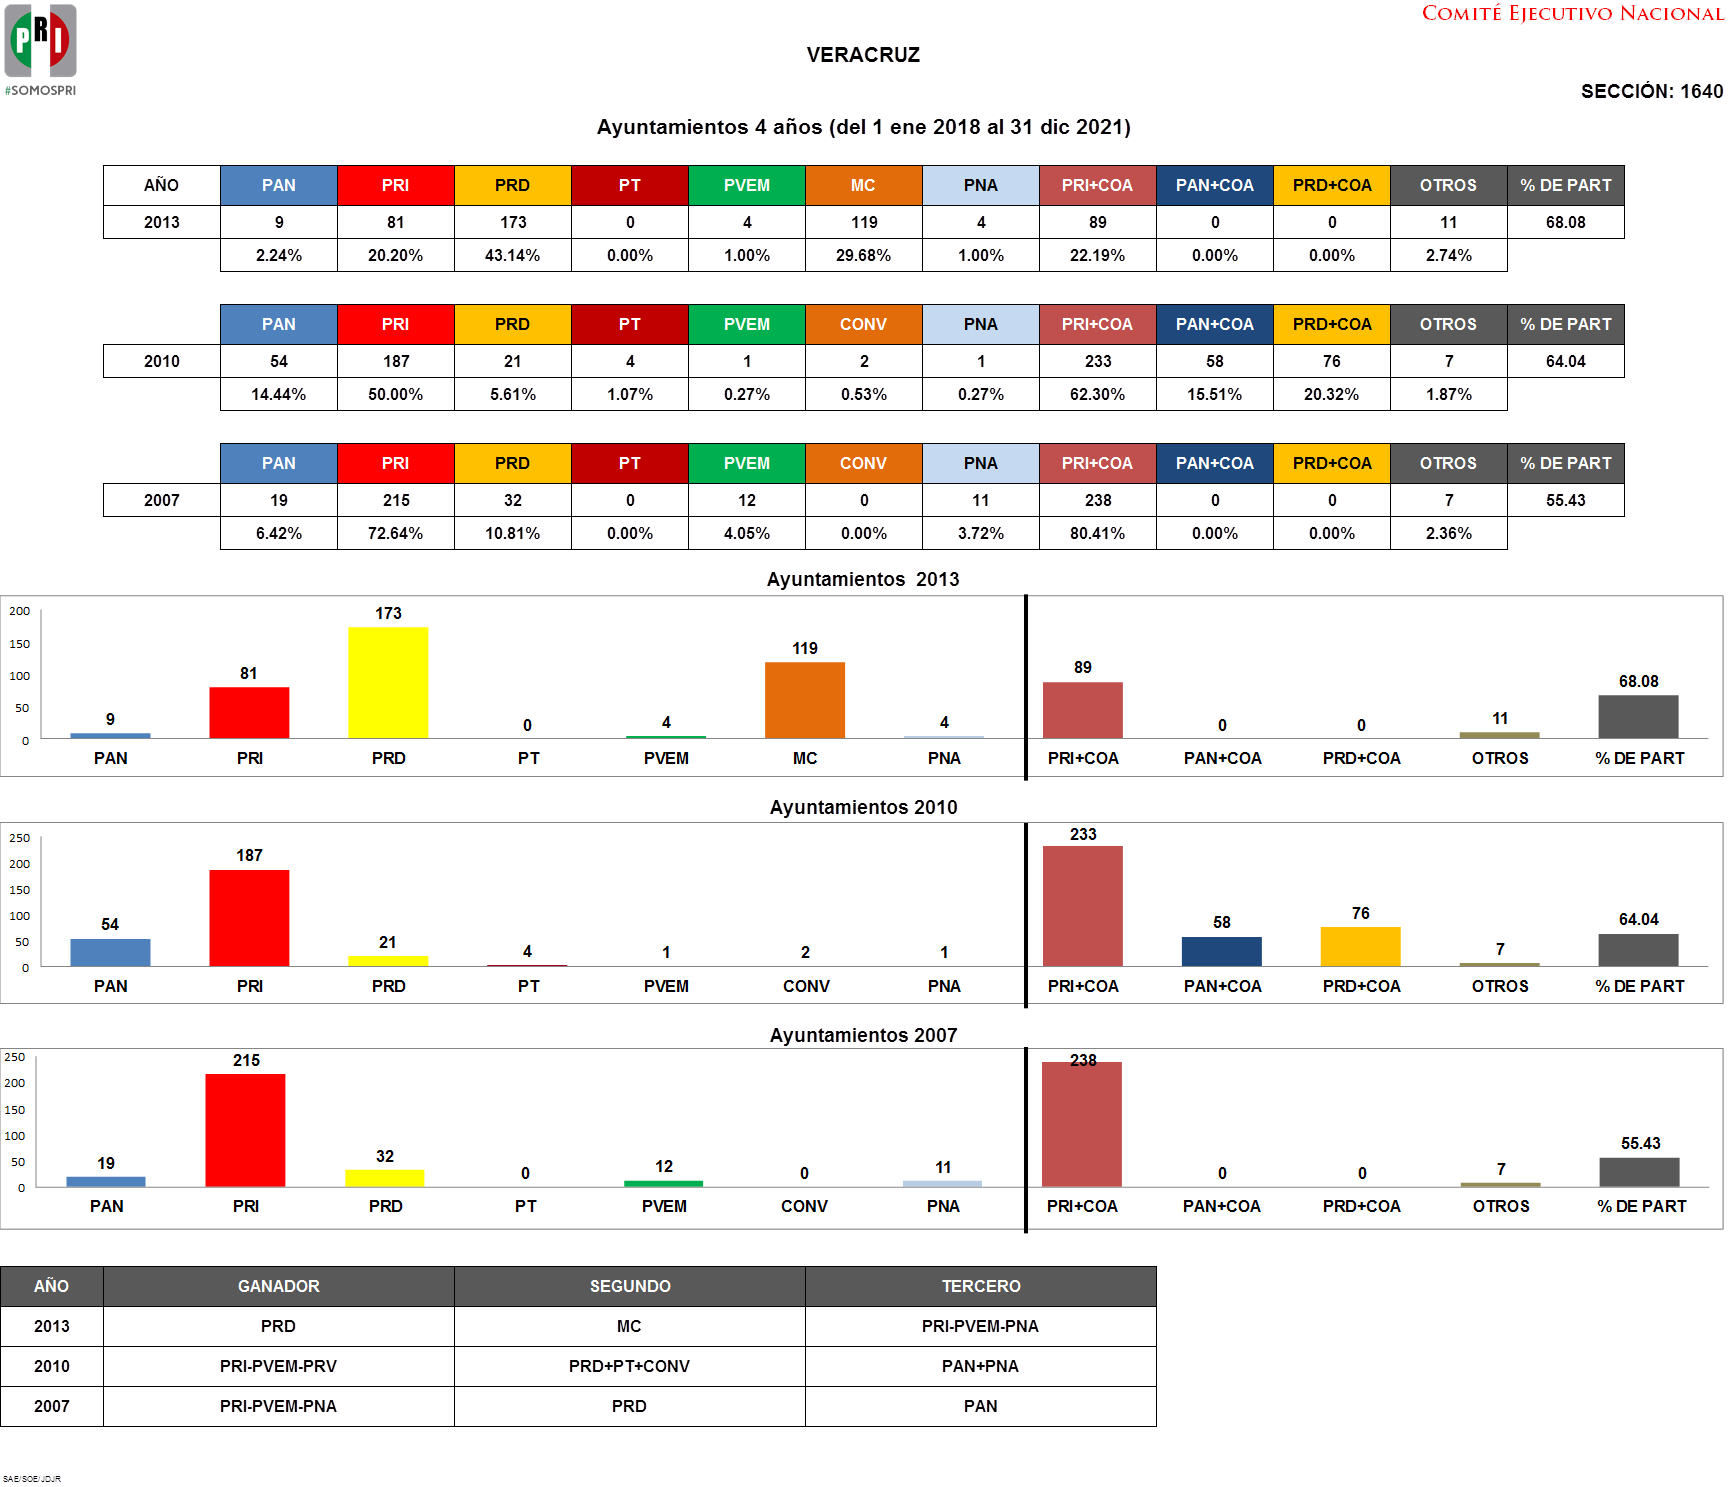 COMITÉ EJECUTIVO NACIONAL
PRI
#SOMOSPRI
VERACRUZ
SECCIÓN: 1640
Ayuntamientos 4 años (del 1 ene 2018 al 31 dic 2021)
AÑO PAN PRI PRD PT PVEM MC PNA PRI+COA PAN+COA PRD+COA OTROS % DE PART
2013 9 81 173 0 4 119 4 89 0 0 11 68.08
2.24% 20.20% 43.14% 0.00% 1.00% 29.68% 1.00% 22.19% 0.00% 0.00% 2.74%
PAN PRI PRD PT PVEM CONV PNA PRI+COA PAN+COA PRD+COA OTROS % DE PART
2010 54 187 21 4 1 2 1 233 58 76 7 64.04
14.44% 50.00% 5.61% 1.07% 0.27% 0.53% 0.27% 62.30% 15.51% 20.32% 1.87%
PAN PRI PRD PT PVEM CONV PNA PRI+COA PAN+COA PRD+COA OTROS % DE PART
2007 19 215 32 0 12 0 11 238 0 0 7 55.43
6.42% 72.64% 10.81% 0.00% 4.05% 0.00% 3.72% 80.41% 0.00% 0.00% 2.36%
Ayuntamientos 2013
200
150
100
50
0
9 81 173 0 4 119 4 89 0 0 11 68.08
PAN PRI PRD PT PVEM MC PNA PRI+COA PAN+COA PRD+COA OTROS % DE PART
Ayuntamientos 2010
250
200
150
100
50
0
54 187 21 4 1 2 1 233 58 76 7 64.04
PAN PRI PRD PT PVEM CONV PNA PRI+COA PAN+COA PRD+COA OTROS % DE PART
Ayuntamientos 2007
250
200
150
100
50
0
19 215 32 0 12 0 11 238 0 0 7 55.43
PAN PRI PRD PT PVEM CONV PNA PRI+COA PAN+COA PRD+COA OTROS % DE PART
AÑO GANADOR SEGUNDO TERCERO
2013 PRD MC PRI-PVEM-PNA
2010 PRI-PVEM-PRV PRD+PT+CONV PAN+PNA
2007 PRI-PVEM-PNA PRD PAN
SAE/SOE/JDJR